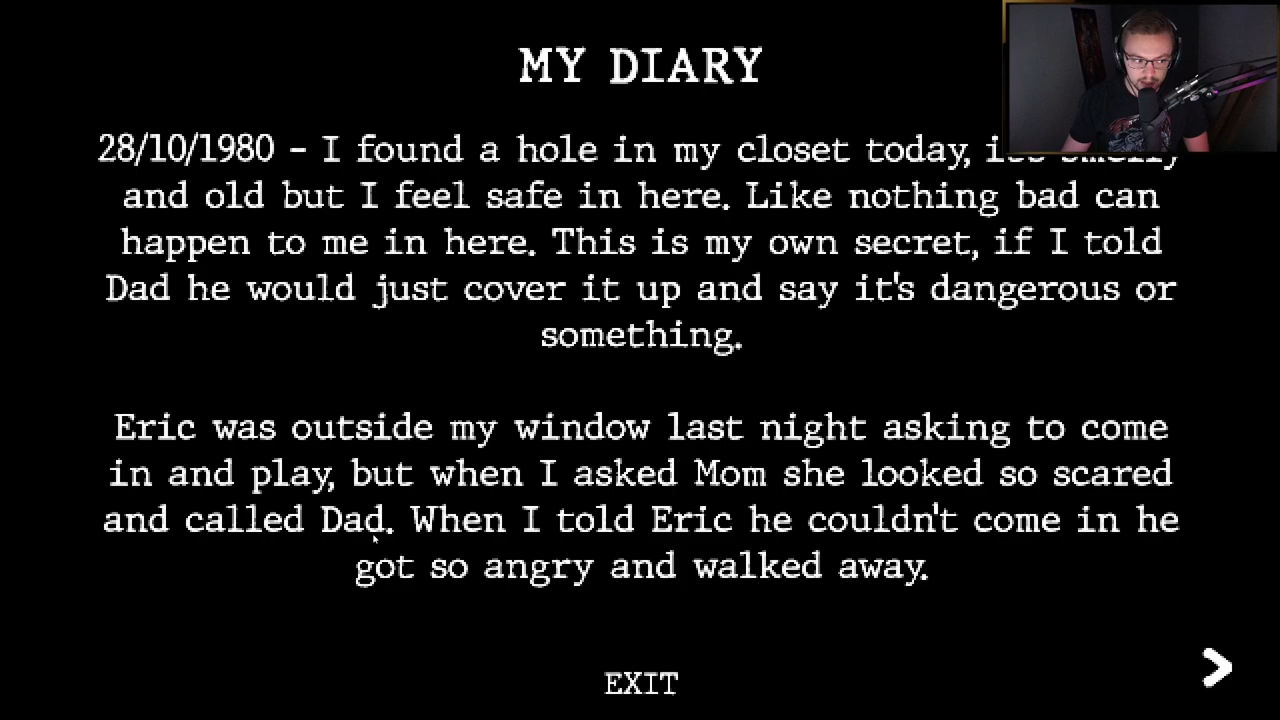 MY DIARY
28/10/1980 - I found a hole in my closet today,
and old but I feel safe in here. Like nothing bad can
happen to me in here. This is my own secret, if I told
Dad he would just cover it up and say it's dangerous or
something.
Eric was outside my window last night asking to come
in and play, but when I asked Mom she looked so scared
and called Dad. When I told Eric he couldn't come in he
got so angry and walked away.
EXIT